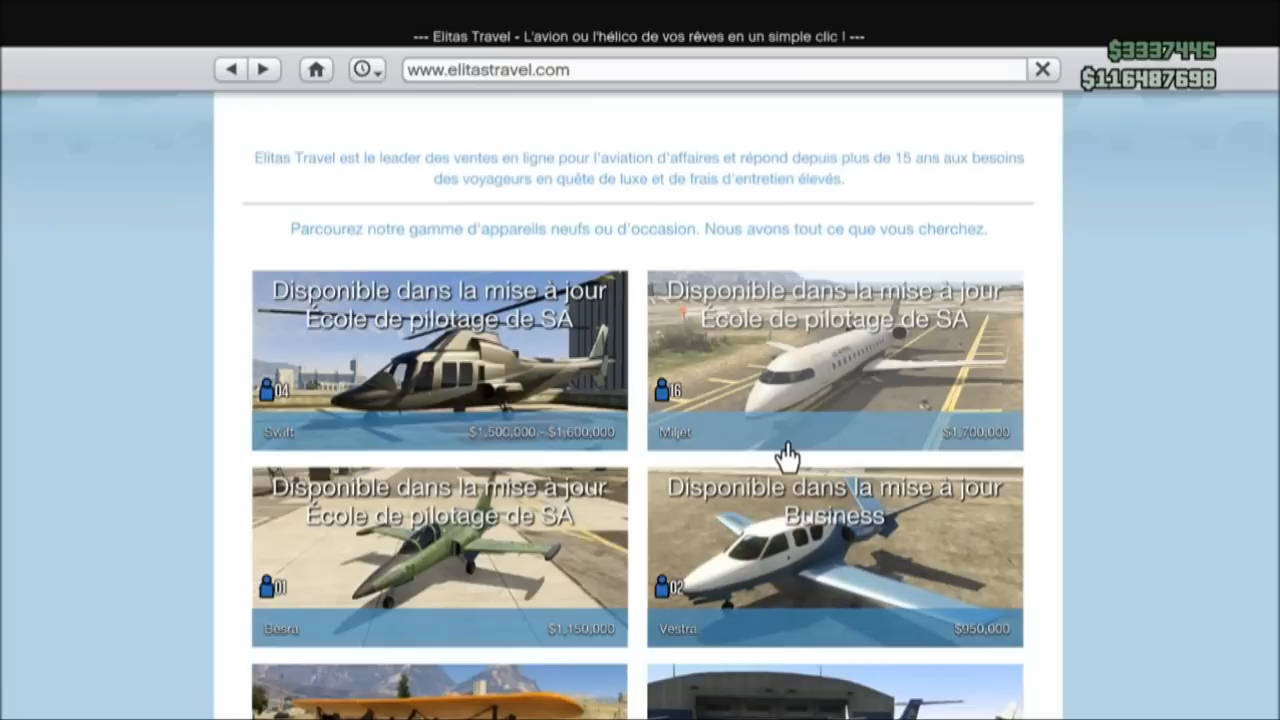 --- Elitas Travel - L'avion ou l'hélico de vos rêves en un simple clic ! ---
$3337445
www.elitastravel.com
$116487698
Elitas Travel est le leader des ventes en ligne pour l'aviation d'affaires et répond depuis plus de 15 ans aux besoins
des voyageurs en quête de luxe et de frais d'entretien élevés.
Parcourez notre gamme d'appareils neufs ou d'occasion. Nous avons tout ce que vous cherchez.
Disponible dans la mise à jour
École de pilotage de SA
04
Swift $1,500,000 - $1,600,000
Disponible dans la mise à jour
École de pilotage de SA
16
Miljet $1,700,000
Disponible dans la mise à jour
École de pilotage de SA
01
Besra $1,150,000
Disponible dans la mise à jour
Business
02
Vestra $950,000